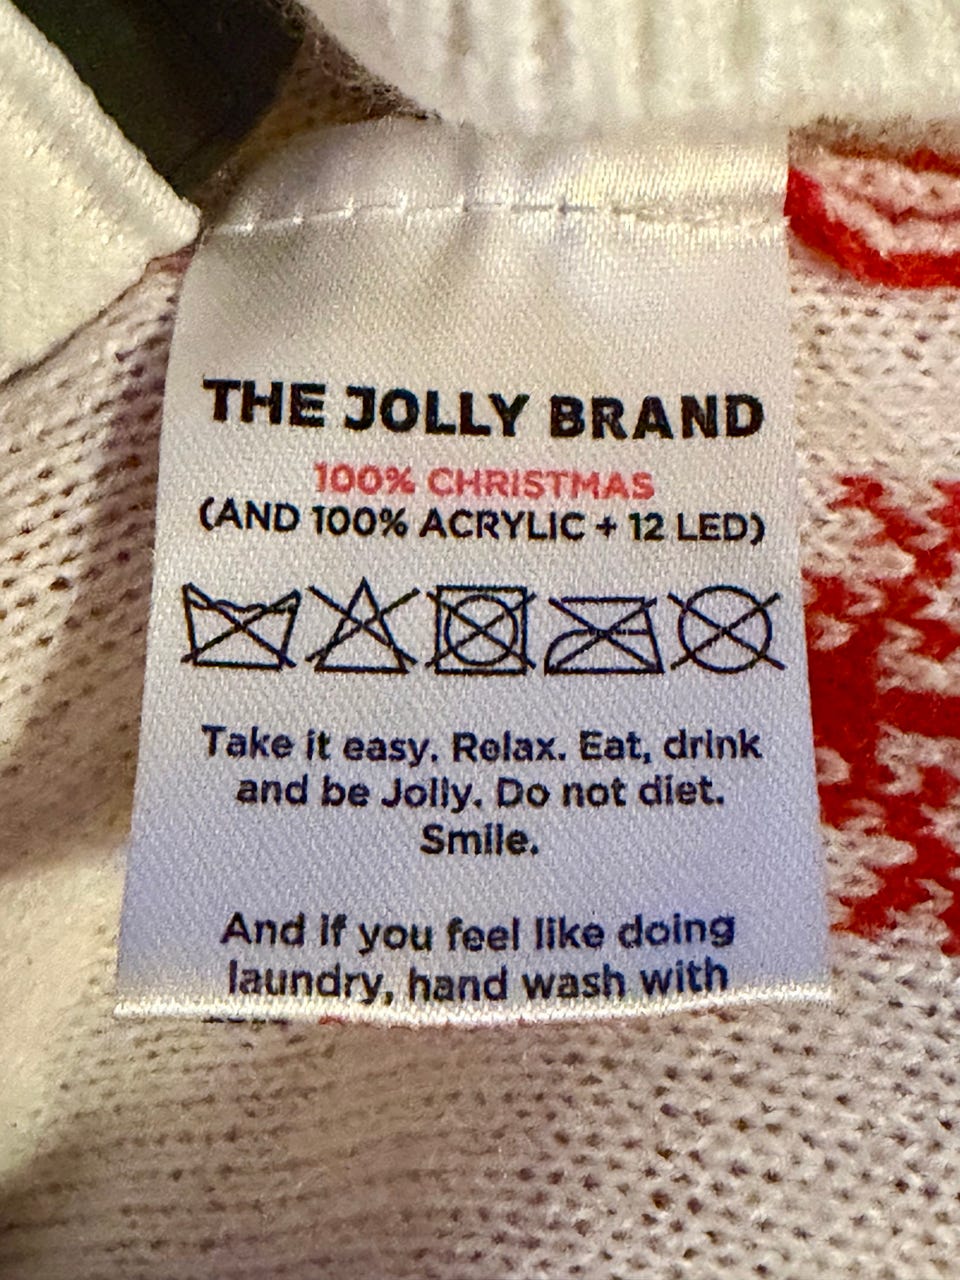 THE JOLLY BRAND
100% CHRISTMAS
(AND 100% ACRYLIC + 12 LED)
Take it easy. Relax. Eat, drink
and be Jolly. Do not diet.
Smile.
And if you feel like doing
laundry, hand wash with